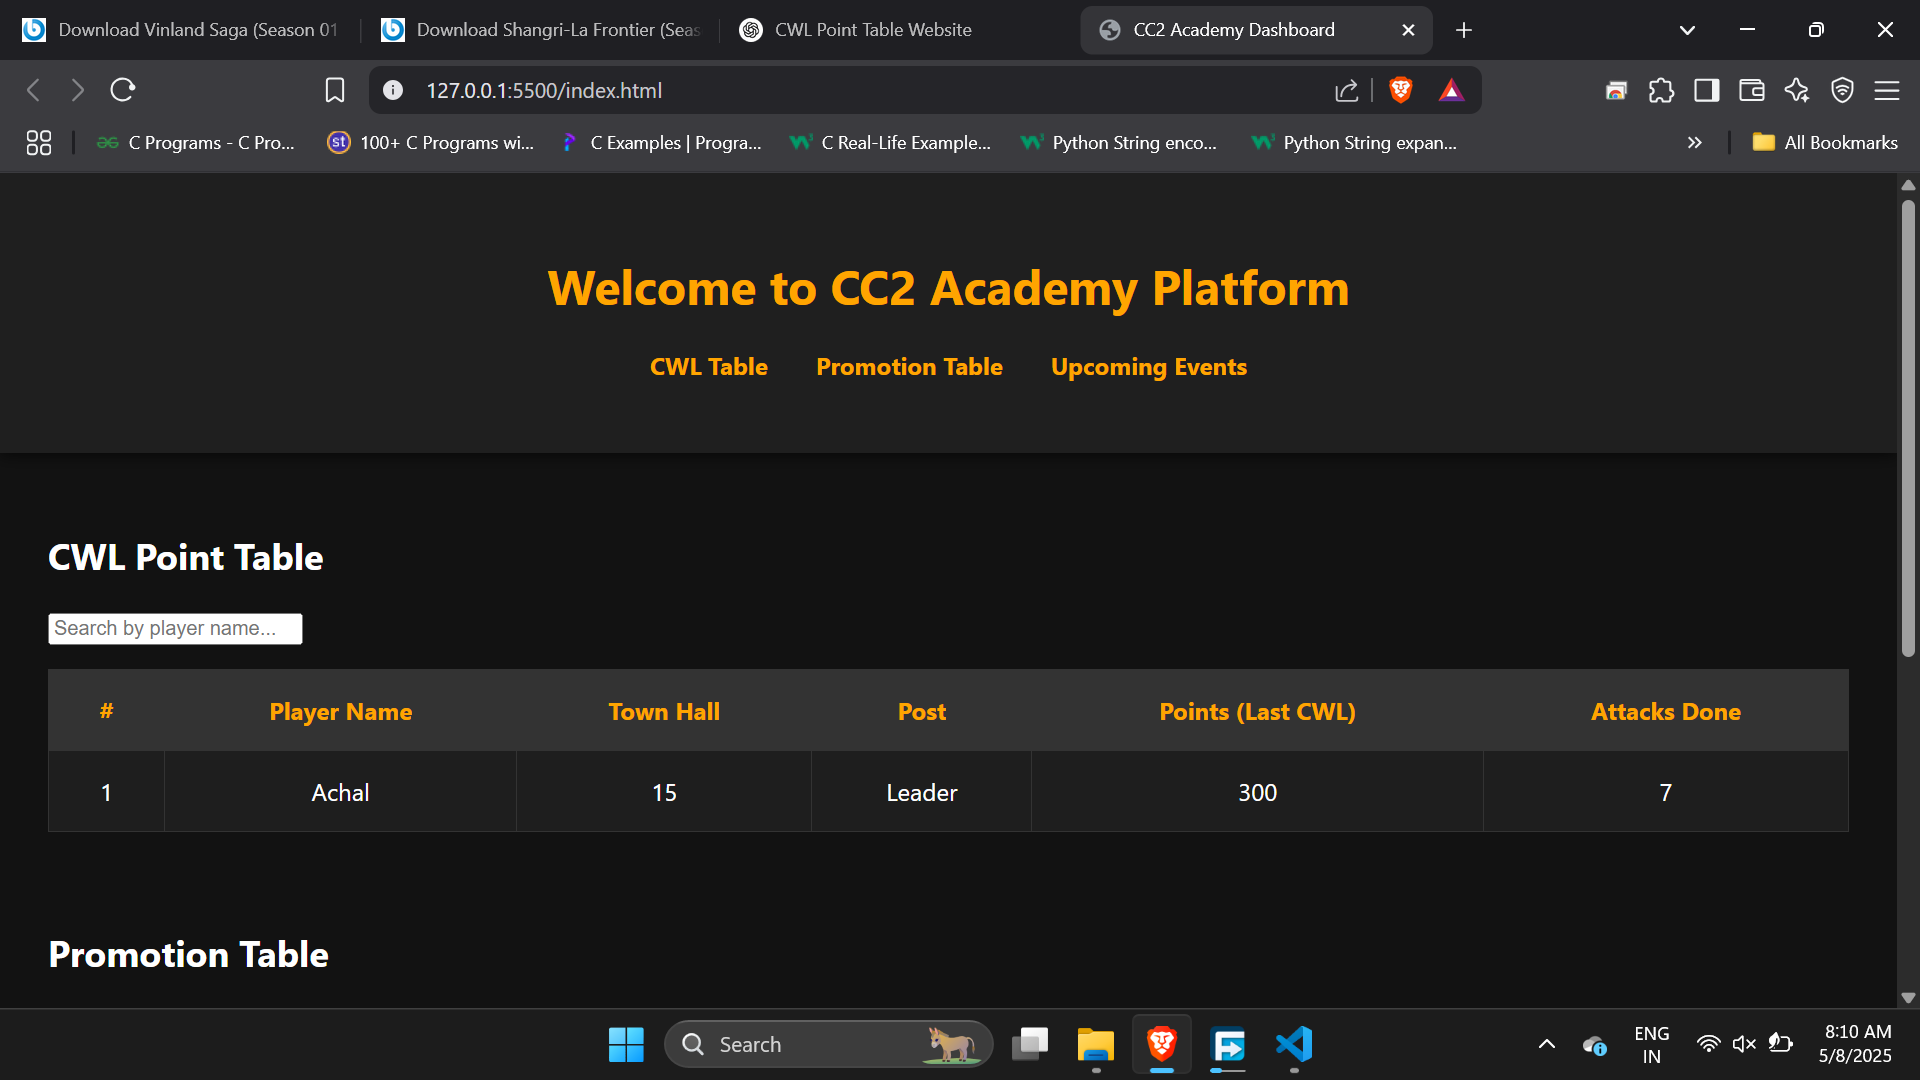 Download Vinland Saga (Season 01
Download Shangri-La Frontier (Seas
CWL Point Table Website
CC2 Academy Dashboard
127.0.0.1:5500/index.html
C Programs - C Pro...
st
100+ C Programs wi...
C Examples | Progra...
C Real-Life Example...
Python String enco...
Python String expan...
All Bookmarks
Welcome to CC2 Academy Platform
CWL Table Promotion Table Upcoming Events
CWL Point Table
Search by player name...
# Player Name Town Hall Post Points (Last CWL) Attacks Done
1 Achal 15 Leader 300 7
Promotion Table
Search
ENG
IN
8:10 AM
5/8/2025